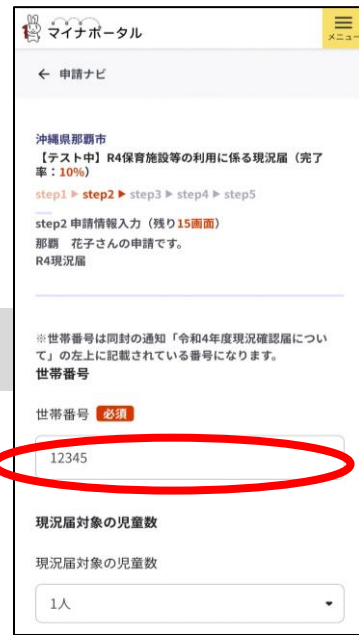 マイナポータル
メニュー
← 申請ナビ
沖縄県那覇市
【テスト中】R4保育施設等の利用に係る現況届（完了
率：10%）
step1 ▶ step2 ▶ step3 ▶ step4 ▶ step5
step2 申請情報入力（残り15画面）
那覇　花子さんの申請です。
R4現況届
※世帯番号は同封の通知「令和4年度現況確認届につい
て」の左上に記載されている番号になります。
世帯番号
世帯番号 必須
12345
現況届対象の児童数
現況届対象の児童数
1人